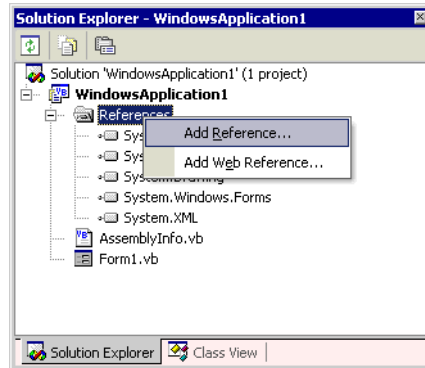 Solution Explorer - WindowsApplication1
Solution 'WindowsApplication1' (1 project)
WindowsApplication1
References
Add Reference...
Add Web Reference...
System.Windows.Forms
System.XML
AssemblyInfo.vb
Form1.vb
Solution Explorer Class View